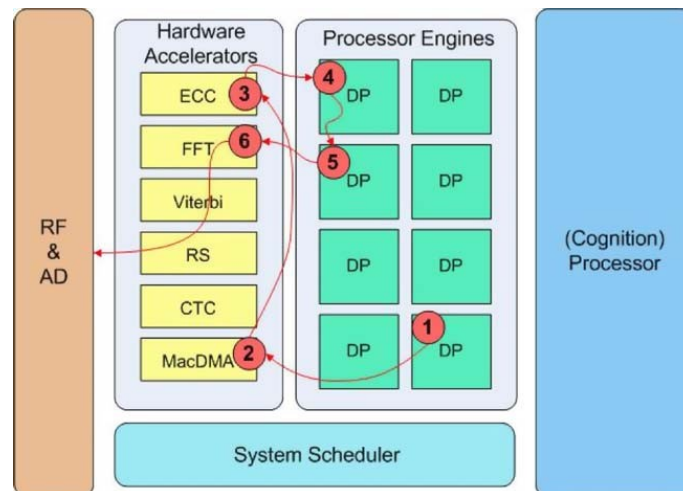 Hardware
Accelerators
Processor Engines
ECC
3
4
DP
DP
FFT
6
5
DP
DP
Viterbi
RS
DP
DP
CTC
MacDMA
2
DP
1
DP
RF
&
AD
(Cognition)
Processor
System Scheduler